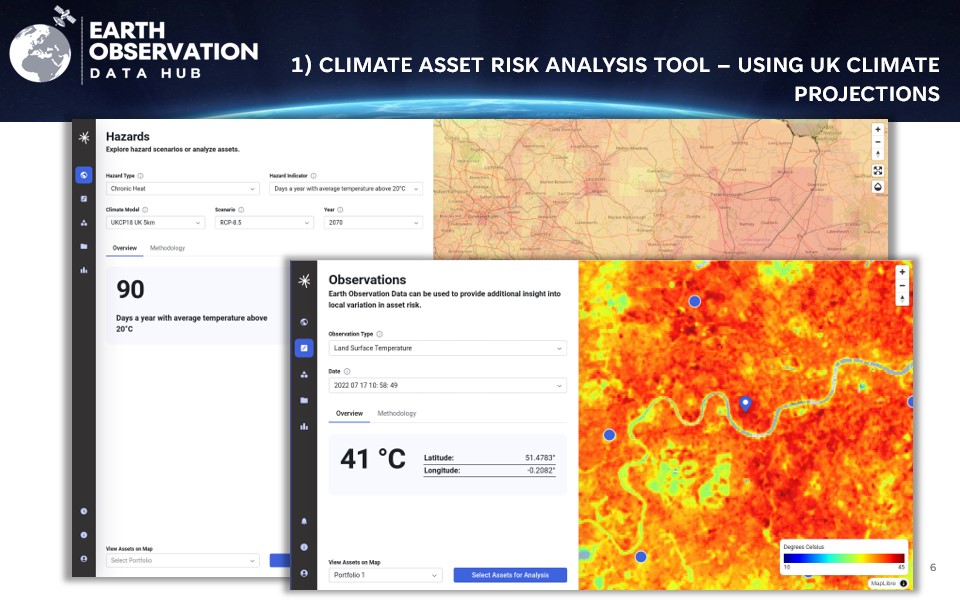 EARTH
OBSERVATION
DATA HUB
1) CLIMATE ASSET RISK ANALYSIS TOOL – USING UK CLIMATE
PROJECTIONS
Hazards
Explore hazard scenarios or analyze assets.
Hazard Type
Hazard Indicator
Chronic Heat
Days a year with average temperature above 20°C
Climate Model
Scenario
Year
UKCP18 UK 5km
RCP-8.5
2070
Overview
Methodology
90
Days a year with average temperature above
20°C
View Assets on Map
Select Portfolio
Observations
Earth Observation Data can be used to provide additional insight into
local variation in asset risk.
Observation Type
Land Surface Temperature
Date
2022 07 17 10: 58: 49
Overview
Methodology
41 °C
Latitude: 51.4783°
Longitude: -0.2082°
View Assets on Map
Portfolio 1
Select Assets for Analysis
Degrees Celsius
10 45
MapLibre
6